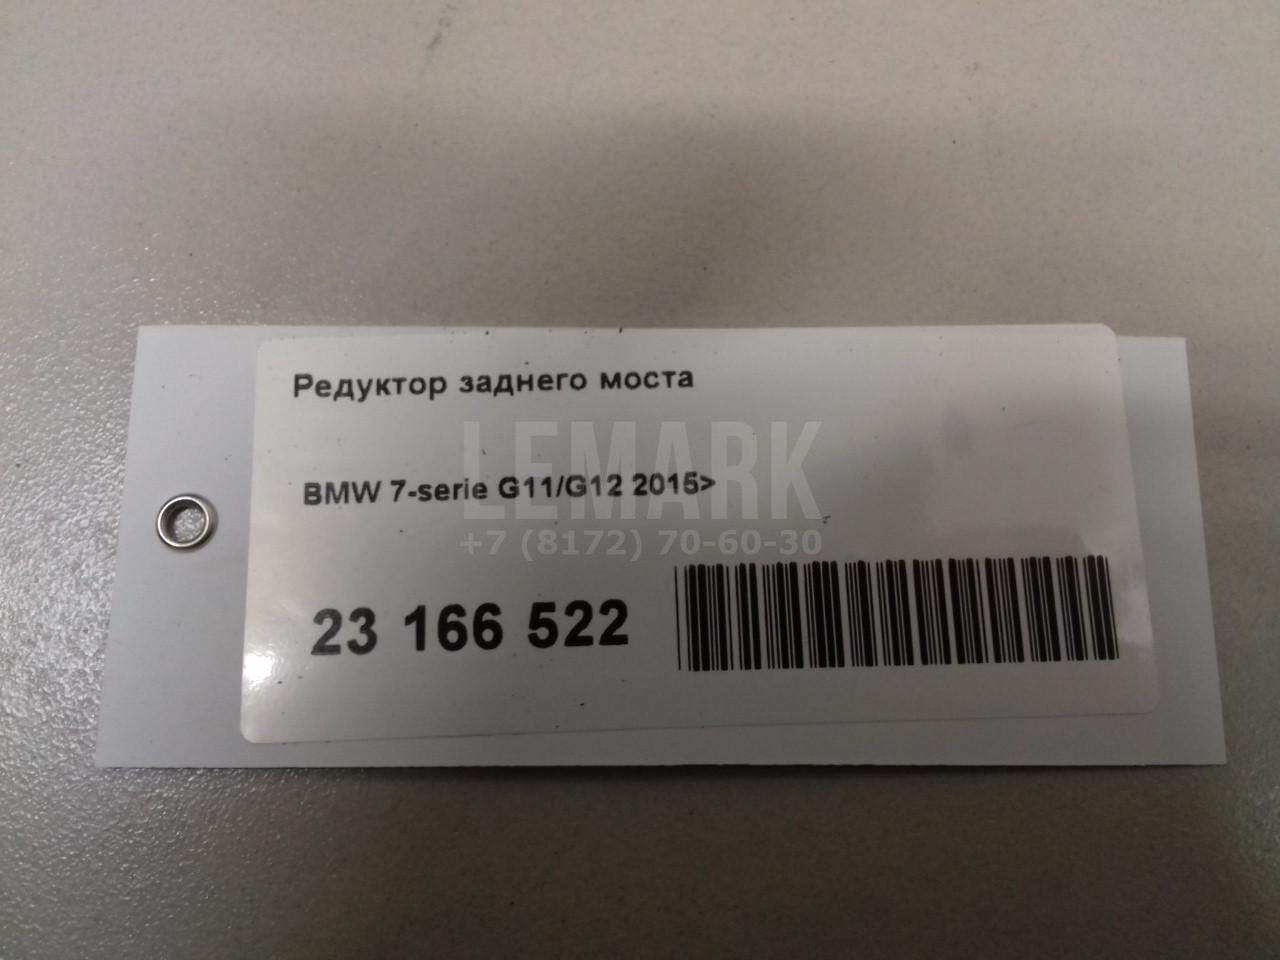 Редуктор заднего моста
LEMARK
BMW 7-serie G11/G12 2015>
+7 (8172) 70-60-30
23 166 522